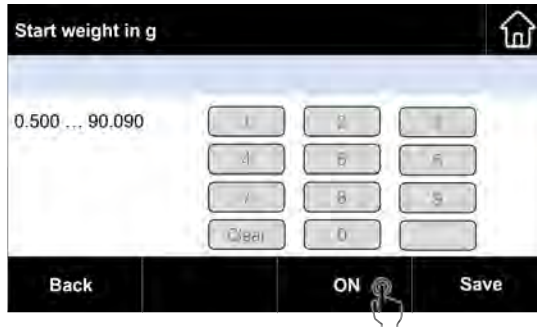 Start weight in g
0.500 ... 90.090
1 2 3
4 5 6
7 8 9
Clear 0
Back ON Save